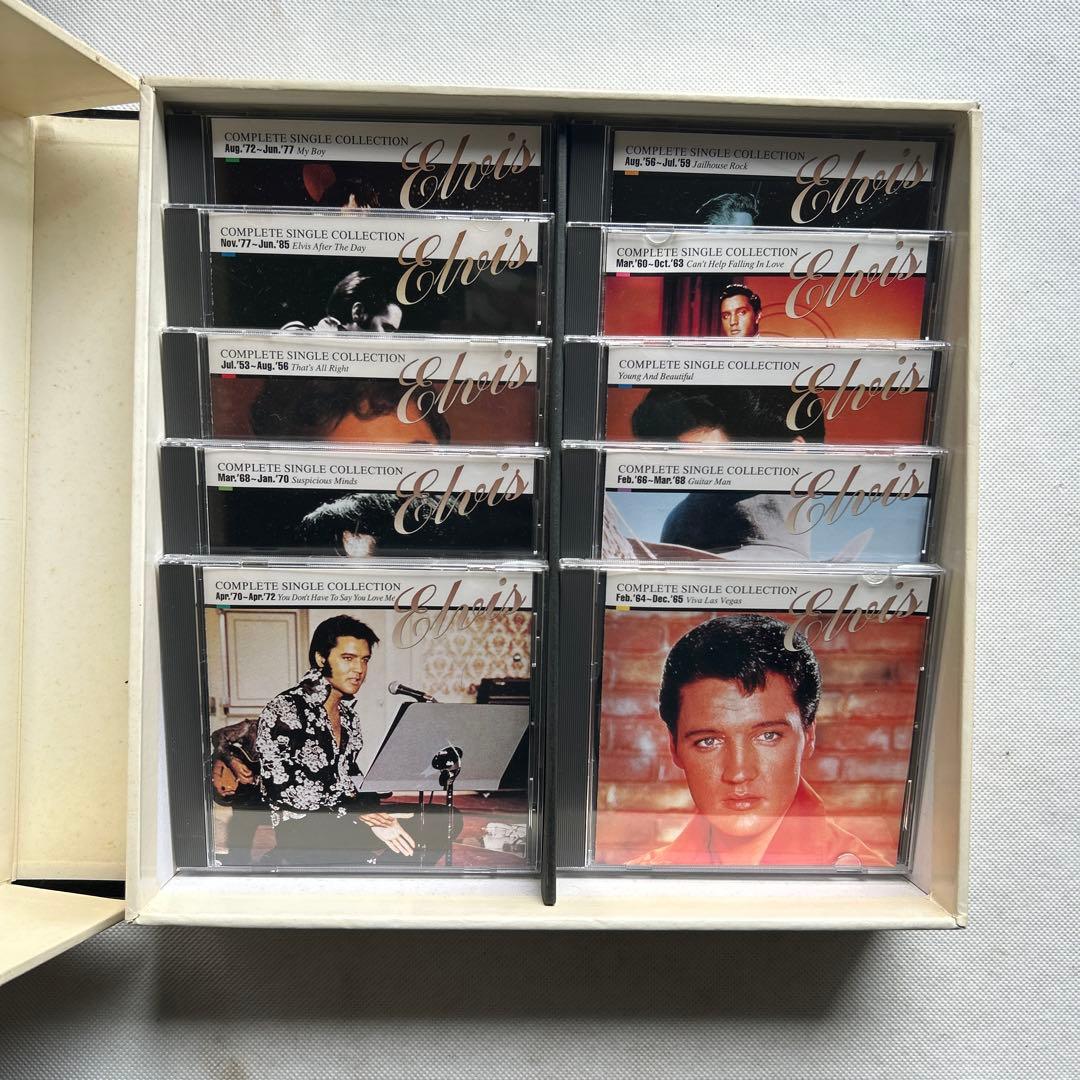 COMPLETE SINGLE COLLECTION
Aug.'72~Jun.'77 My Boy
Elvis
COMPLETE SINGLE COLLECTION
Nov.'77~Jun.'85 Elvis After The Day
Elvis
COMPLETE SINGLE COLLECTION
Jul.'53~Aug.'56 That's All Right
Elvis
COMPLETE SINGLE COLLECTION
Mar.'68~Jan.'70 Suspicious Minds
Elvis
COMPLETE SINGLE COLLECTION
Apr.'70~Apr.'72 You Don't Have To Say You Love Me
Elvis
COMPLETE SINGLE COLLECTION
Aug.'56~Jul.'59 Jailhouse Rock
Elvis
COMPLETE SINGLE COLLECTION
Mar.'60~Oct.'63 Can't Help Falling In Love
Elvis
COMPLETE SINGLE COLLECTION
Young And Beautiful
Elvis
COMPLETE SINGLE COLLECTION
Feb.'66~Mar.'68 Guitar Man
Elvis
COMPLETE SINGLE COLLECTION
Feb.'64~Dec.'65 Viva Las Vegas
Elvis